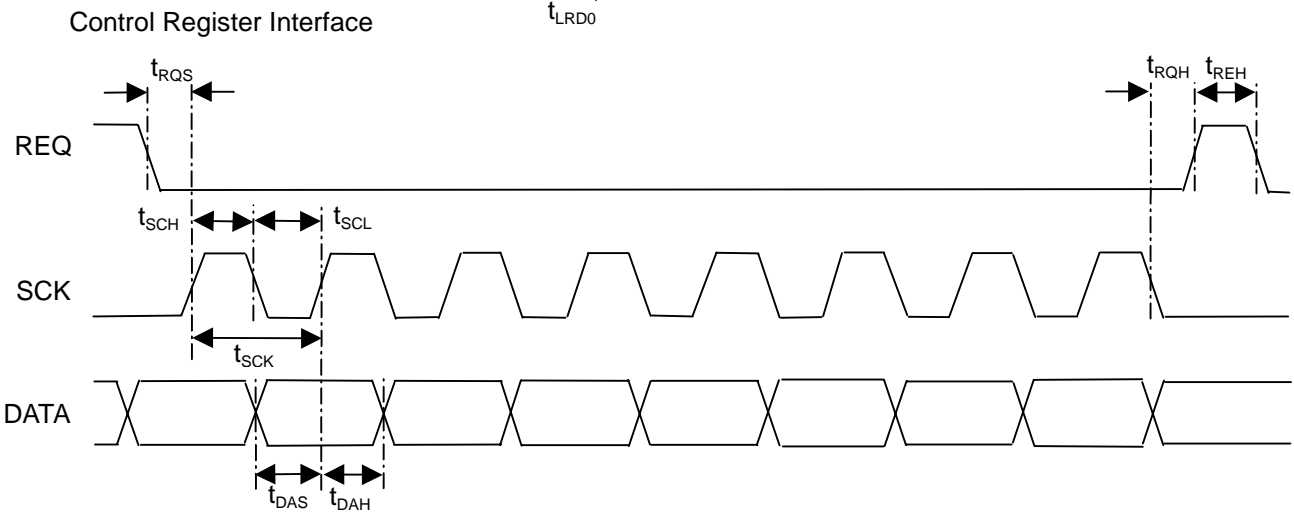 tLRD0
Control Register Interface
tRQS
tRQH
tREH
REQ
tSCH
tSCL
SCK
tSCK
DATA
tDAS
tDAH